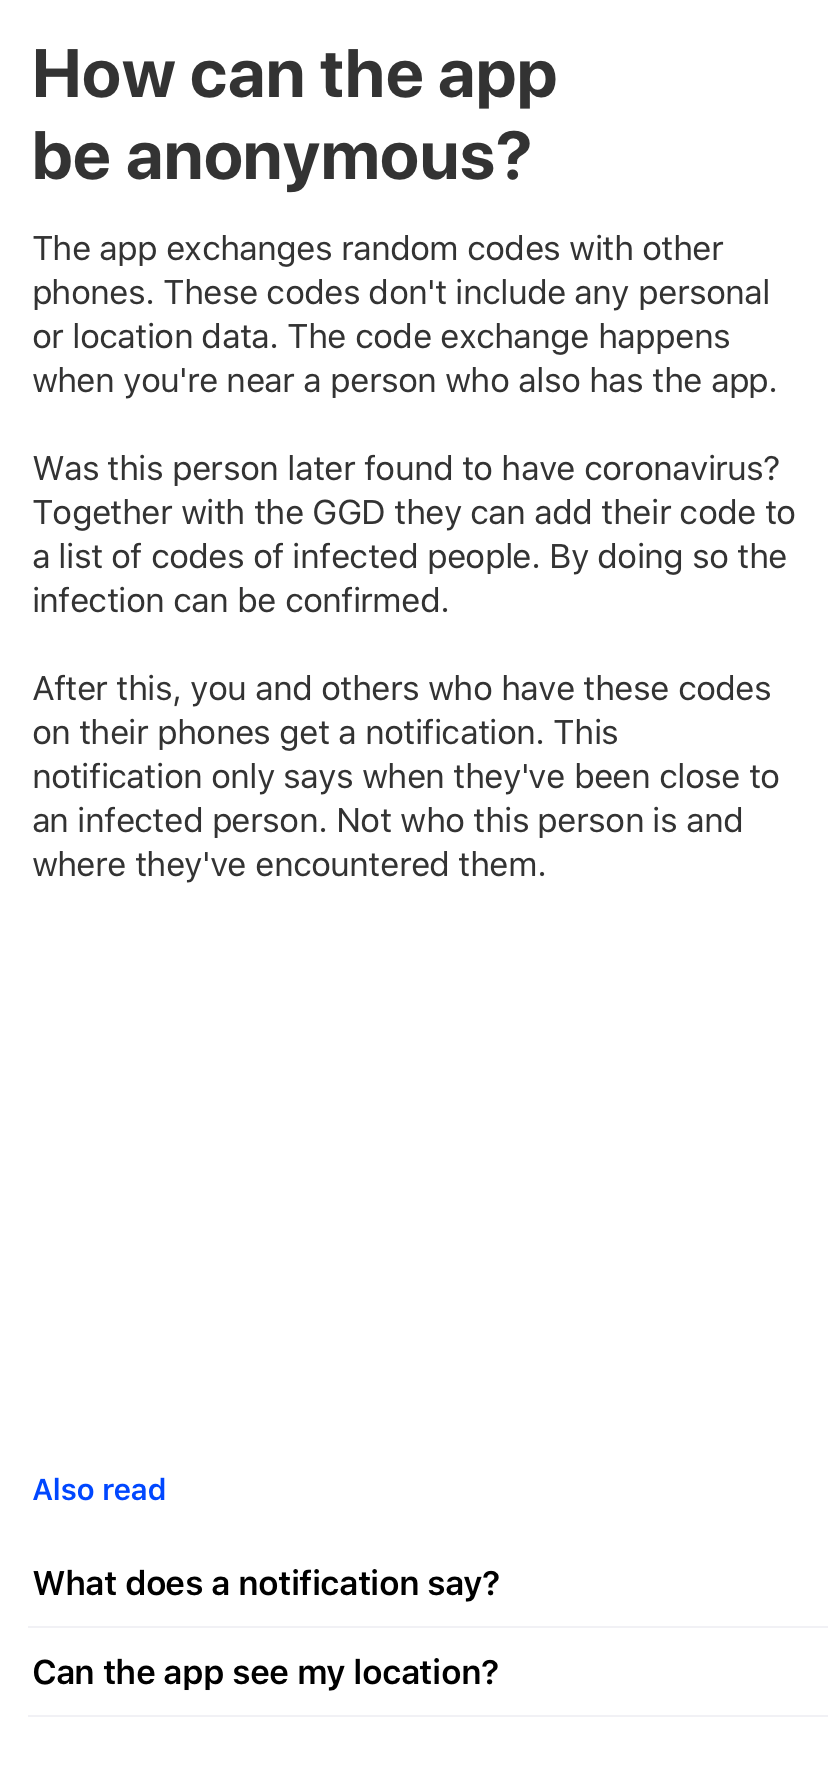 How can the app
be anonymous?
The app exchanges random codes with other
phones. These codes don't include any personal
or location data. The code exchange happens
when you're near a person who also has the app.
Was this person later found to have coronavirus?
Together with the GGD they can add their code to
a list of codes of infected people. By doing so the
infection can be confirmed.
After this, you and others who have these codes
on their phones get a notification. This
notification only says when they've been close to
an infected person. Not who this person is and
where they've encountered them.
Also read
What does a notification say?
Can the app see my location?